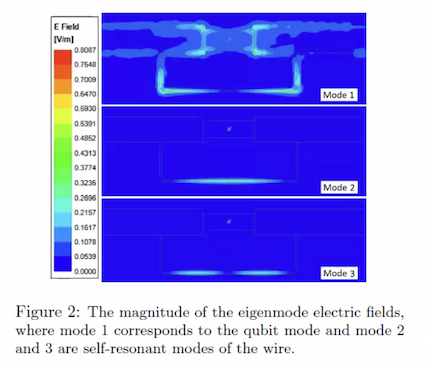 E Field
[V/m]
0.8087
0.7548
0.7009
0.6470
0.5930
0.5391
0.4852
0.4313
0.3774
0.3235
0.2696
0.2157
0.1617
0.1078
0.0539
0.0000
Mode 1
Mode 2
Mode 3
Figure 2: The magnitude of the eigenmode electric fields,
where mode 1 corresponds to the qubit mode and mode 2
and 3 are self-resonant modes of the wire.